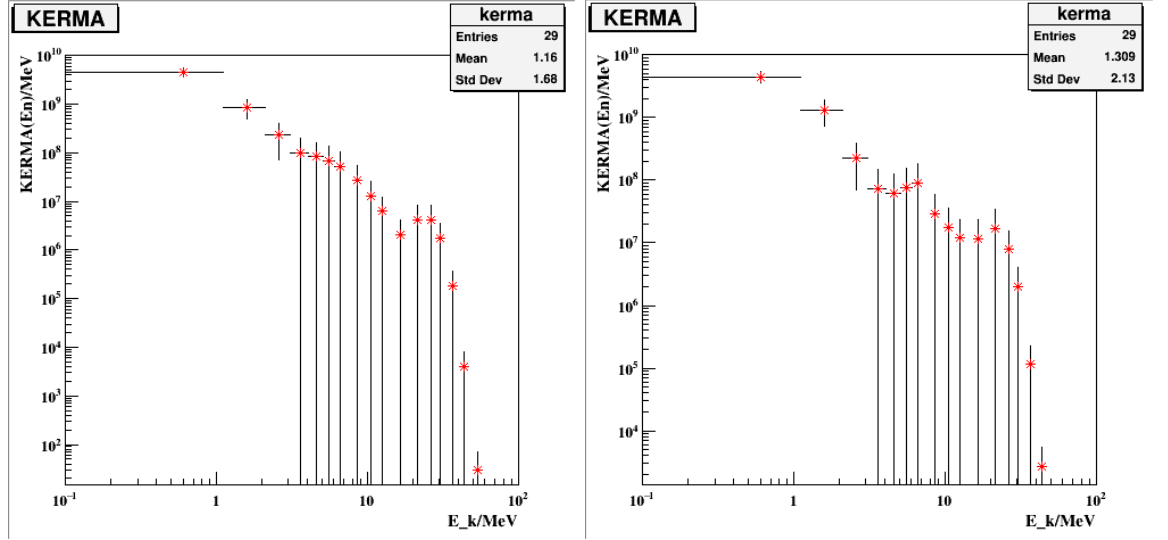 KERMA
kerma
Entries 29
Mean 1.16
Std Dev 1.68
KERMA(En)/MeV
10^10
10^9
10^8
10^7
10^6
10^5
10^4
10^3
10^2
10^-1 1 10 10^2
E_k/MeV
KERMA
kerma
Entries 29
Mean 1.309
Std Dev 2.13
KERMA(En)/MeV
10^10
10^9
10^8
10^7
10^6
10^5
10^4
10^-1 1 10 10^2
E_k/MeV